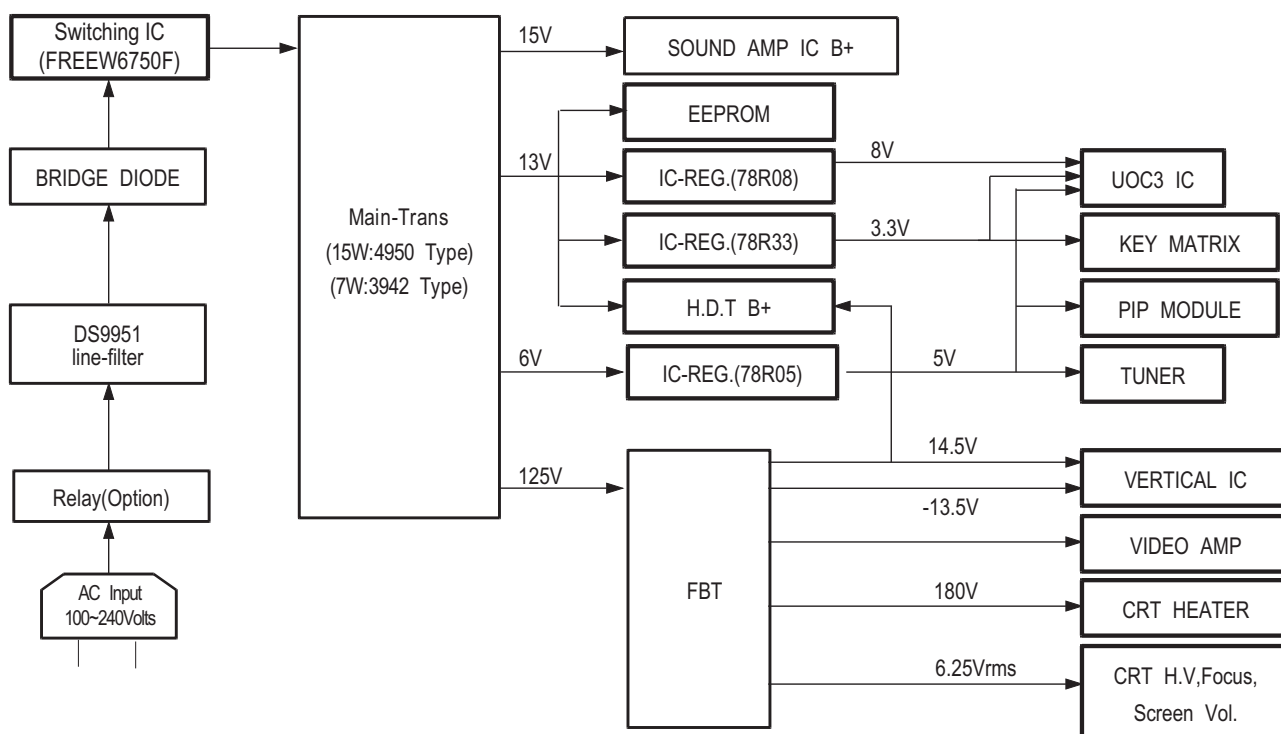 Switching IC
(FREEW6750F)
BRIDGE DIODE
DS9951
line-filter
Relay(Option)
AC Input
100~240Volts
Main-Trans
(15W:4950 Type)
(7W:3942 Type)
15V
13V
6V
125V
SOUND AMP IC B+
EEPROM
IC-REG.(78R08)
IC-REG.(78R33)
H.D.T B+
IC-REG.(78R05)
FBT
8V
3.3V
5V
14.5V
-13.5V
180V
6.25Vrms
UOC3 IC
KEY MATRIX
PIP MODULE
TUNER
VERTICAL IC
VIDEO AMP
CRT HEATER
CRT H.V,Focus,
Screen Vol.